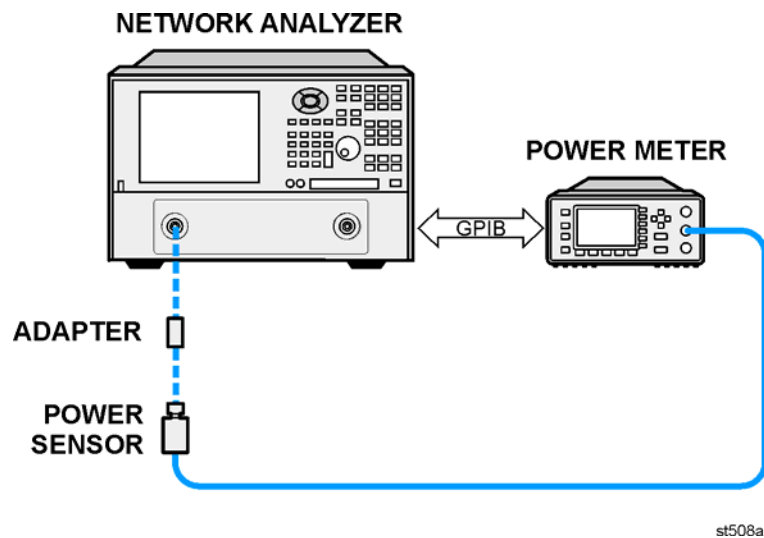 NETWORK ANALYZER
POWER METER
GPIB
ADAPTER
POWER
SENSOR
st508a